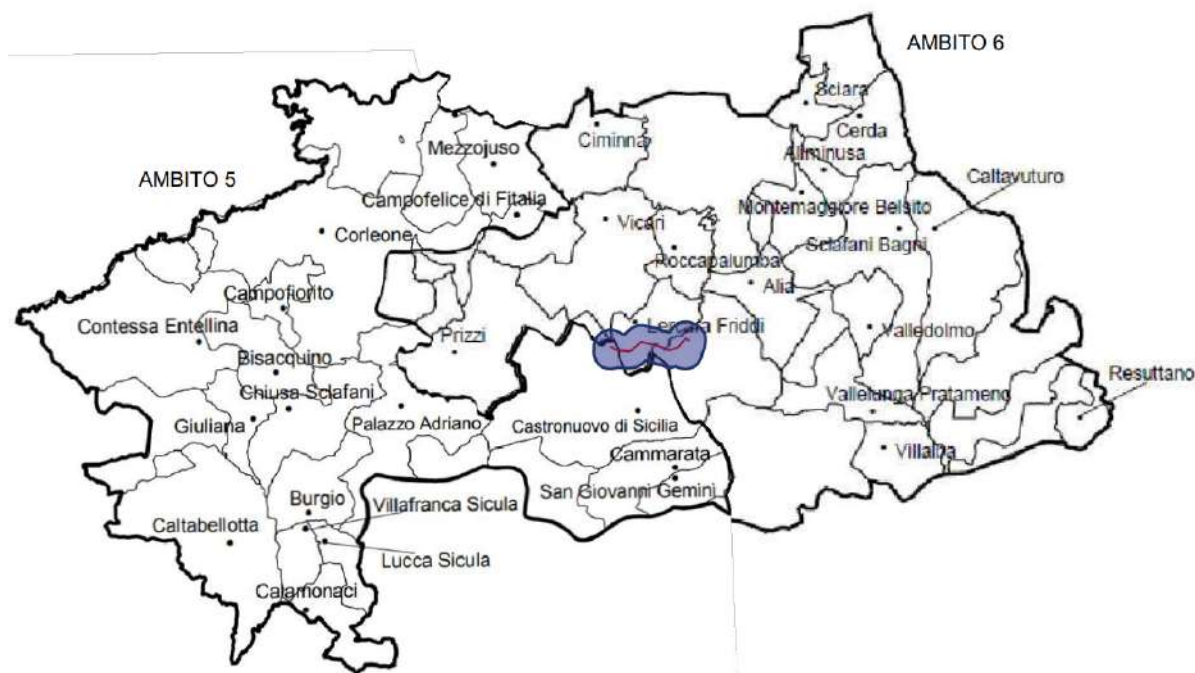 AMBITO 6
Sciara
Cerda
Ciminna
Aliminusa
Mezzojuso
AMBITO 5
Caltavuturo
Campofelice di Fitalia
Montemaggiore Belsito
Vicari
Corleone
Sclafani Bagni
Roccapalumba
Alia
Campofiorito
Contessa Entellina
Lercara Friddi
Valledolmo
Prizzi
Bisacquino
Resuttano
Chiusa Sclafani
Vallelunga Pratameno
Giuliana
Palazzo Adriano
Castronuovo di Sicilia
Villalba
Cammarata
San Giovanni Gemini
Burgio
Villafranca Sicula
Caltabellotta
Lucca Sicula
Calamonaci